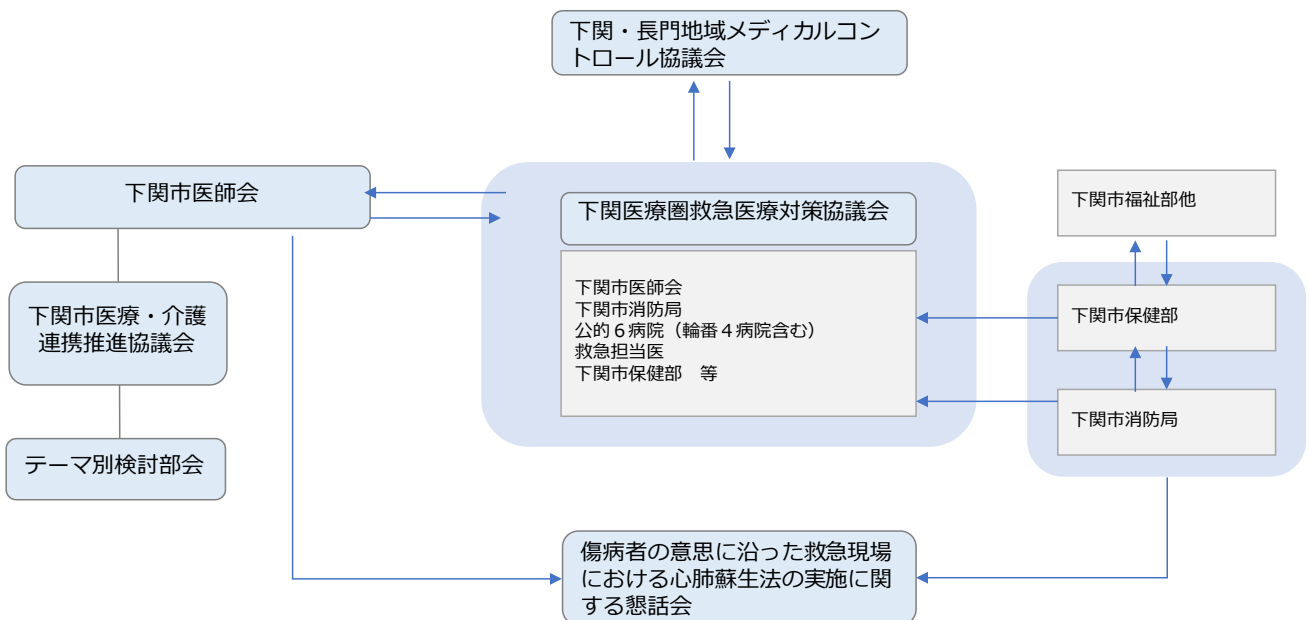 下関・長門地域メディカルコン
トロール協議会
下関市医師会
下関医療圏救急医療対策協議会
下関市福祉部他
下関市医師会
下関市消防局
公的６病院（輪番４病院含む）
救急担当医
下関市保健部　等
下関市医療・介護
連携推進協議会
下関市保健部
下関市消防局
テーマ別検討部会
傷病者の意思に沿った救急現場
における心肺蘇生法の実施に関
する懇話会